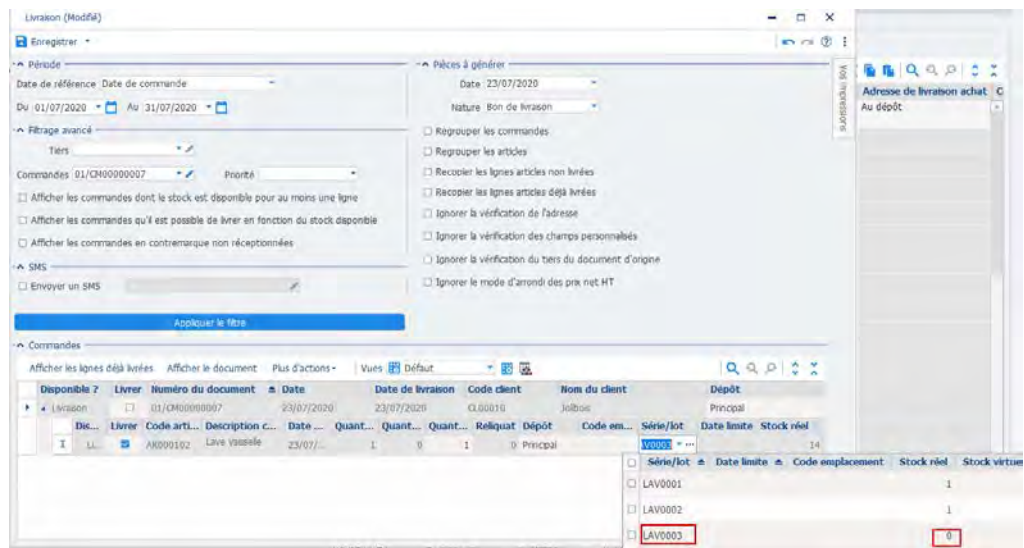 Livraison (Modifié)
Enregistrer
Période
Date de référence Date de commande
Du 01/07/2020 Au 31/07/2020
Filtrage avancé
Tiers
Commandes 01/CM00000007 Priorité
Afficher les commandes dont le stock est disponible pour au moins une ligne
Afficher les commandes qu'il est possible de livrer en fonction du stock disponible
Afficher les commandes en contremarque non réceptionnées
SMS
Envoyer un SMS
Appliquer le filtre
Pièces à générer
Date 23/07/2020
Nature Bon de livraison
Regrouper les commandes
Regrouper les articles
Recopier les lignes articles non livrées
Recopier les lignes articles déjà livrées
Ignorer la vérification de l'adresse
Ignorer la vérification des champs personnalisés
Ignorer la vérification du tiers du document d'origine
Ignorer le mode d'arrondi des prix net HT
Vos impressions
Adresse de livraison achat C
Au dépôt
Commandes
Afficher les lignes déjà livrées Afficher le document Plus d'actions Vues Défaut
Disponible ? Livrer Numéro du document Date Date de livraison Code client Nom du client Dépôt
Livraison 01/CM00000007 23/07/2020 23/07/2020 CL00010 Jolbois Principal
Dis... Livrer Code arti... Description c... Date ... Quant... Quant... Quant... Reliquat Dépôt Code em... Série/lot Date limite Stock réel
Li... AR000102 Lave vaisselle 23/07/... 1 0 1 0 Principal AV0003 ... 14
Série/lot Date limite Code emplacement Stock réel Stock virtue
LAV0001 1
LAV0002 1
LAV0003 0